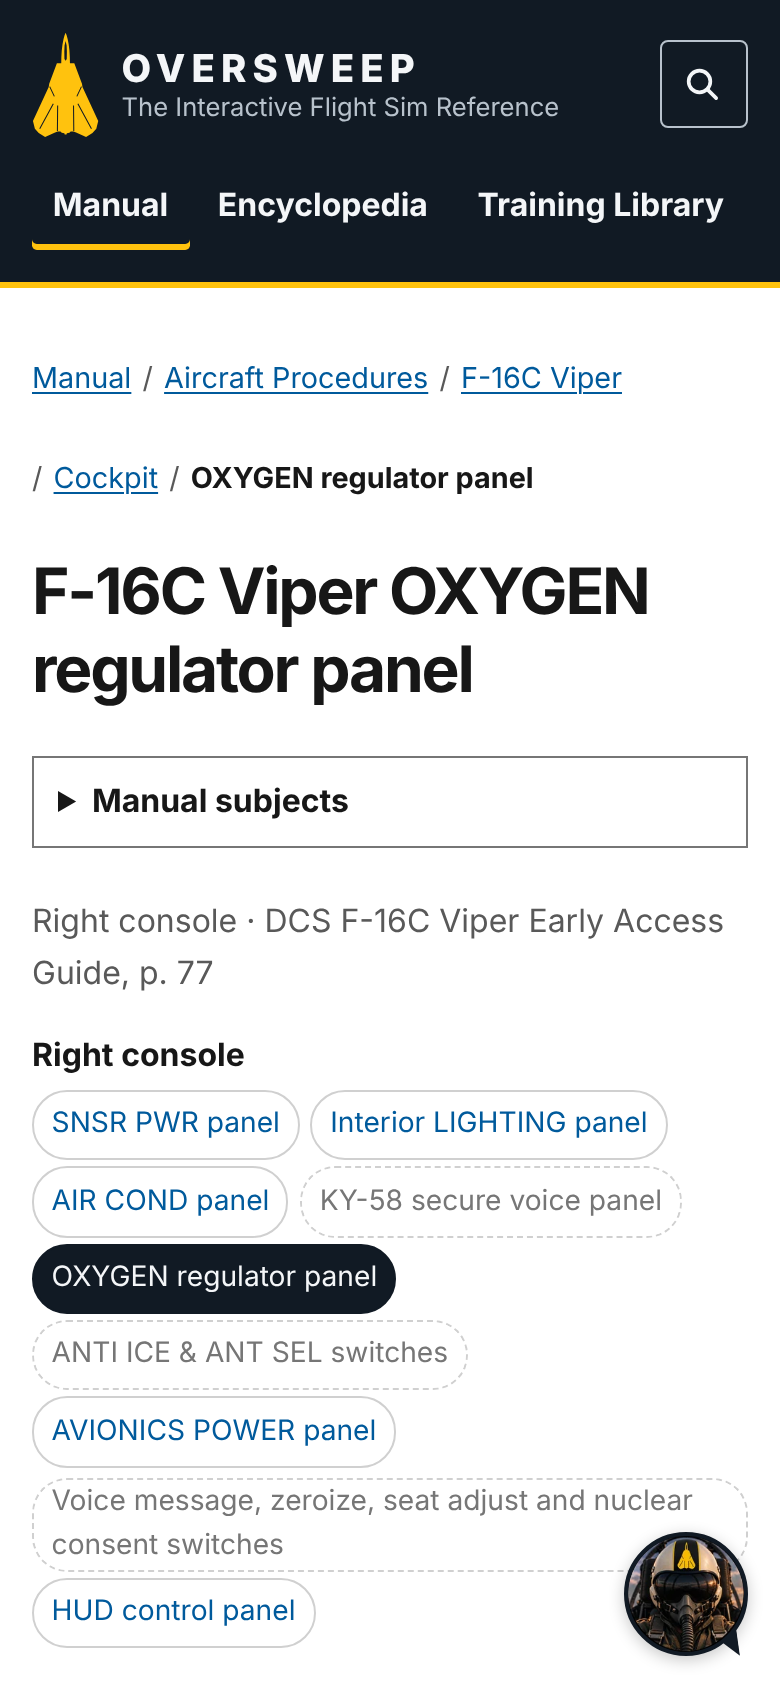 OVERSWEEP
The Interactive Flight Sim Reference
Manual Encyclopedia Training Library
Manual / Aircraft Procedures / F-16C Viper
/ Cockpit / OXYGEN regulator panel
F-16C Viper OXYGEN
regulator panel
Manual subjects
Right console · DCS F-16C Viper Early Access
Guide, p. 77
Right console
SNSR PWR panel Interior LIGHTING panel
AIR COND panel KY-58 secure voice panel
OXYGEN regulator panel
ANTI ICE & ANT SEL switches
AVIONICS POWER panel
Voice message, zeroize, seat adjust and nuclear
consent switches
HUD control panel